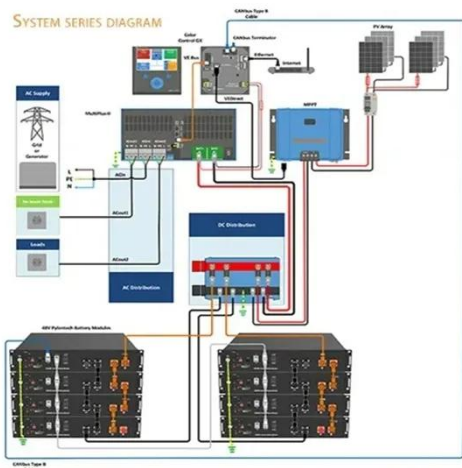 SYSTEM SERIES DIAGRAM
CANbus Type B
Cable
PV Array
Color
Control GX
CANbus Terminator
VE Bus
Ethernet
Internet
AC Supply
VEDirect
MPPT
MultiPlus-II
Grid
or
Generator
L
PE
N
ACin
ACout1
Loads
DC Distribution
ACout2
AC Distribution
48V Pylontech Battery Modules
CANbus Type B